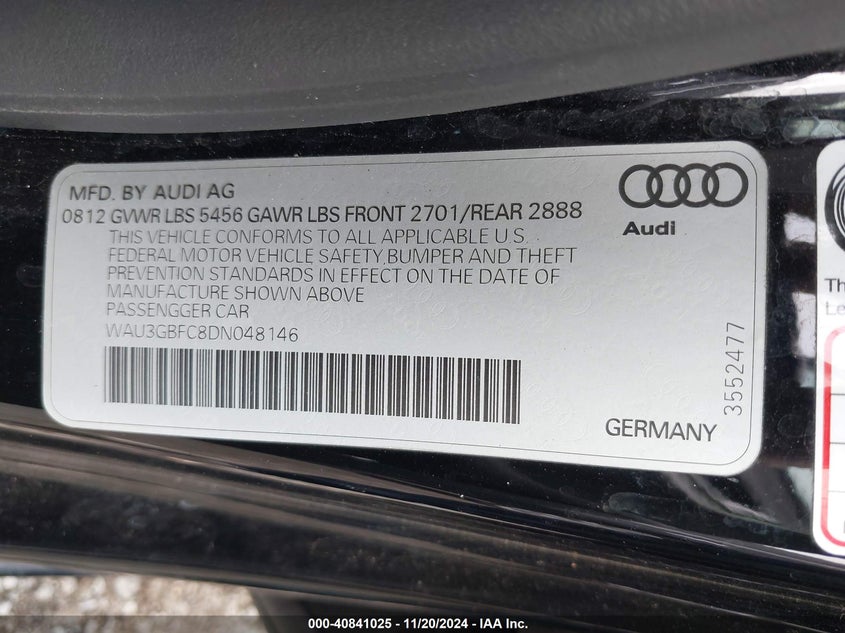 MFD. BY AUDI AG
0812 GVWR LBS 5456 GAWR LBS FRONT 2701/REAR 2888
THIS VEHICLE CONFORMS TO ALL APPLICABLE U.S.
FEDERAL MOTOR VEHICLE SAFETY,BUMPER AND THEFT
PREVENTION STANDARDS IN EFFECT ON THE DATE OF
MANUFACTURE SHOWN ABOVE
PASSENGGER CAR
WAU3GBFC8DN048146
Audi
GERMANY
3552477
Th
Le
000-40841025 - 11/20/2024 - IAA Inc.